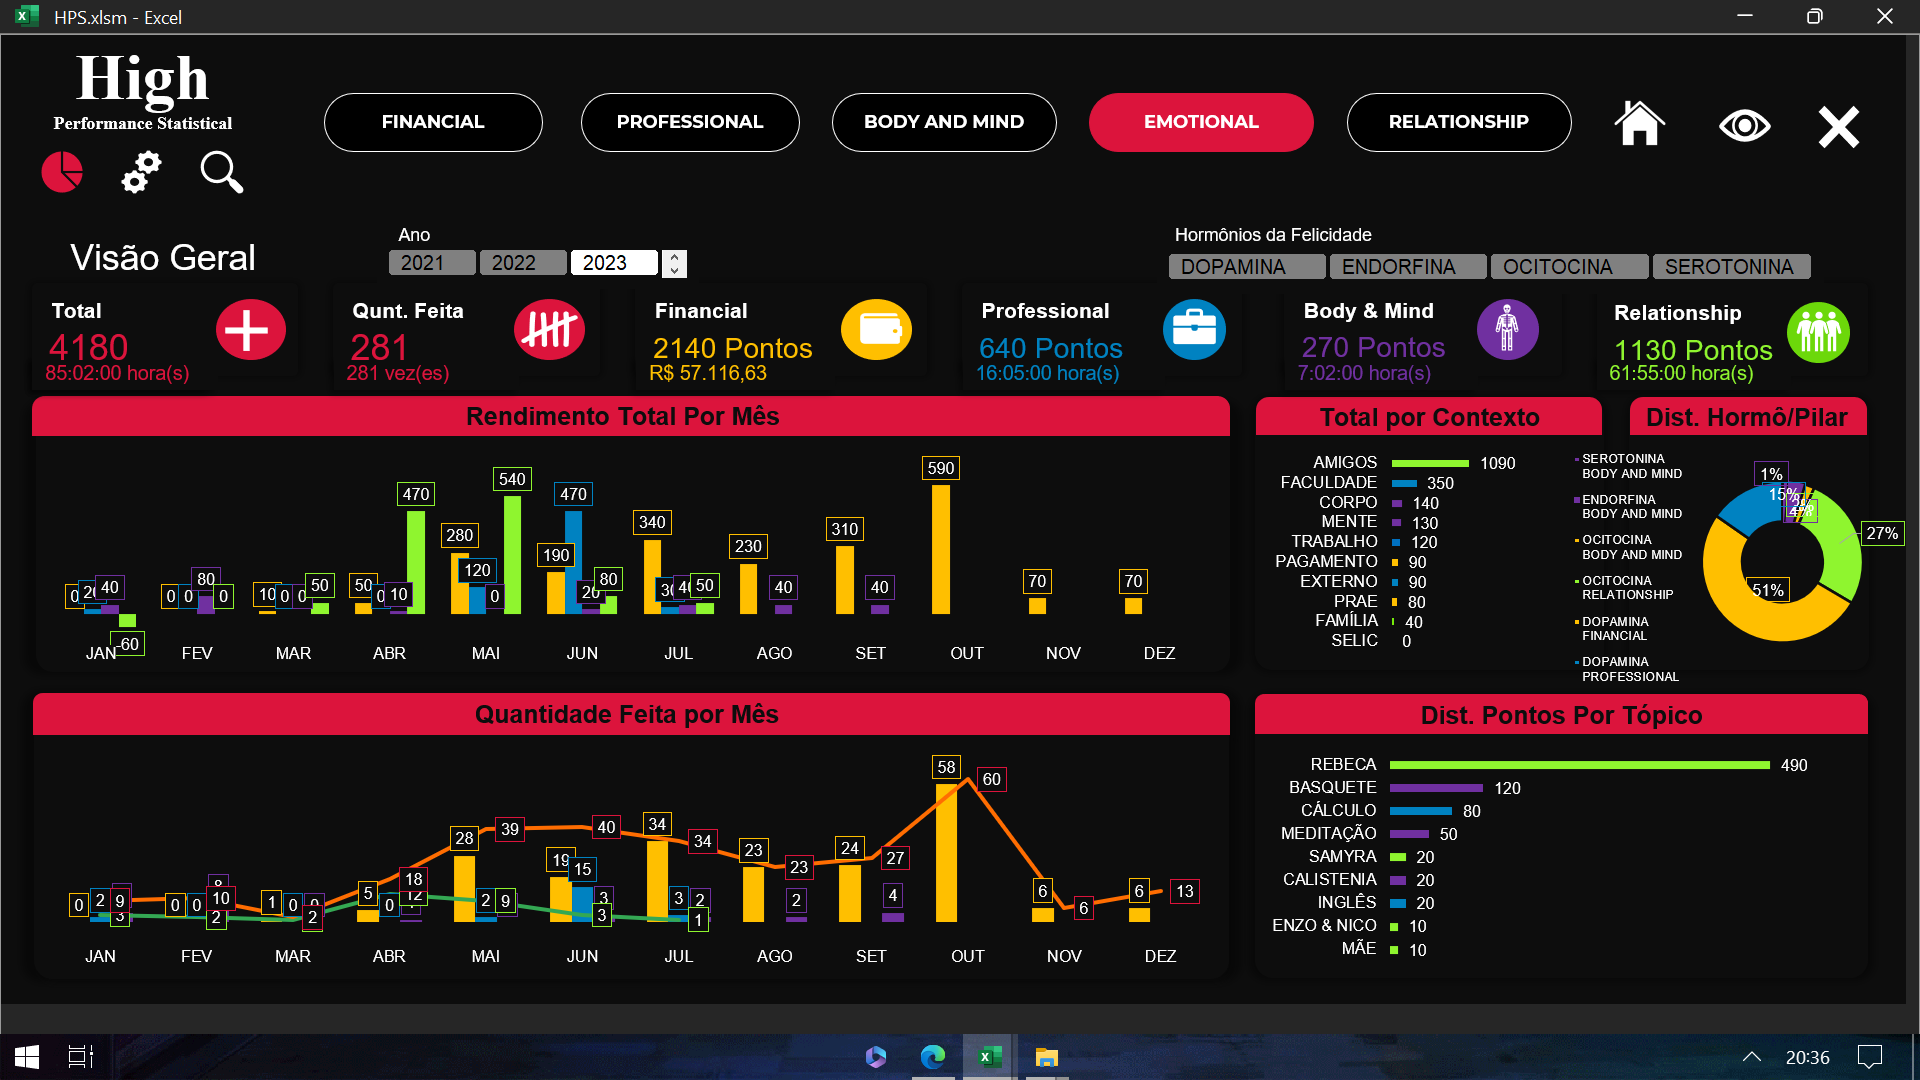 HPS.xlsm - Excel
High
Performance Statistical
FINANCIAL
PROFESSIONAL
BODY AND MIND
EMOTIONAL
RELATIONSHIP
Visão Geral
Ano
2021 2022 2023
Hormônios da Felicidade
DOPAMINA ENDORFINA OCITOCINA SEROTONINA
Total
4180
85:02:00 hora(s)
Qunt. Feita
281
281 vez(es)
Financial
2140 Pontos
R$ 57.116,63
Professional
640 Pontos
16:05:00 hora(s)
Body & Mind
270 Pontos
7:02:00 hora(s)
Relationship
1130 Pontos
61:55:00 hora(s)
Rendimento Total Por Mês
590
540
470 470
340
310
280
230
190
120
0 40
0 0 80 0
10 0 0 50
50 0 10
0
20 80
50
40
40
70
70
-60
JAN FEV MAR ABR MAI JUN JUL AGO SET OUT NOV DEZ
Total por Contexto
AMIGOS 1090
FACULDADE 350
CORPO 140
MENTE 130
TRABALHO 120
PAGAMENTO 90
EXTERNO 90
PRAE 80
FAMÍLIA 40
SELIC 0
Dist. Hormô/Pilar
SEROTONINA
BODY AND MIND
ENDORFINA
BODY AND MIND
OCITOCINA
BODY AND MIND
OCITOCINA
RELATIONSHIP
DOPAMINA
FINANCIAL
DOPAMINA
PROFESSIONAL
1%
15%
4%
27%
51%
Quantidade Feita por Mês
58 60
28 39 40 34 34
19 15
23 23
24 27
0 2 9 3
0 0 10 2
1 0 2
5 0 18 12
2 9
3 3
3 2 1
2
4
6 6
6 13
JAN FEV MAR ABR MAI JUN JUL AGO SET OUT NOV DEZ
Dist. Pontos Por Tópico
REBECA 490
BASQUETE 120
CÁLCULO 80
MEDITAÇÃO 50
SAMYRA 20
CALISTENIA 20
INGLÊS 20
ENZO & NICO 10
MÃE 10
20:36